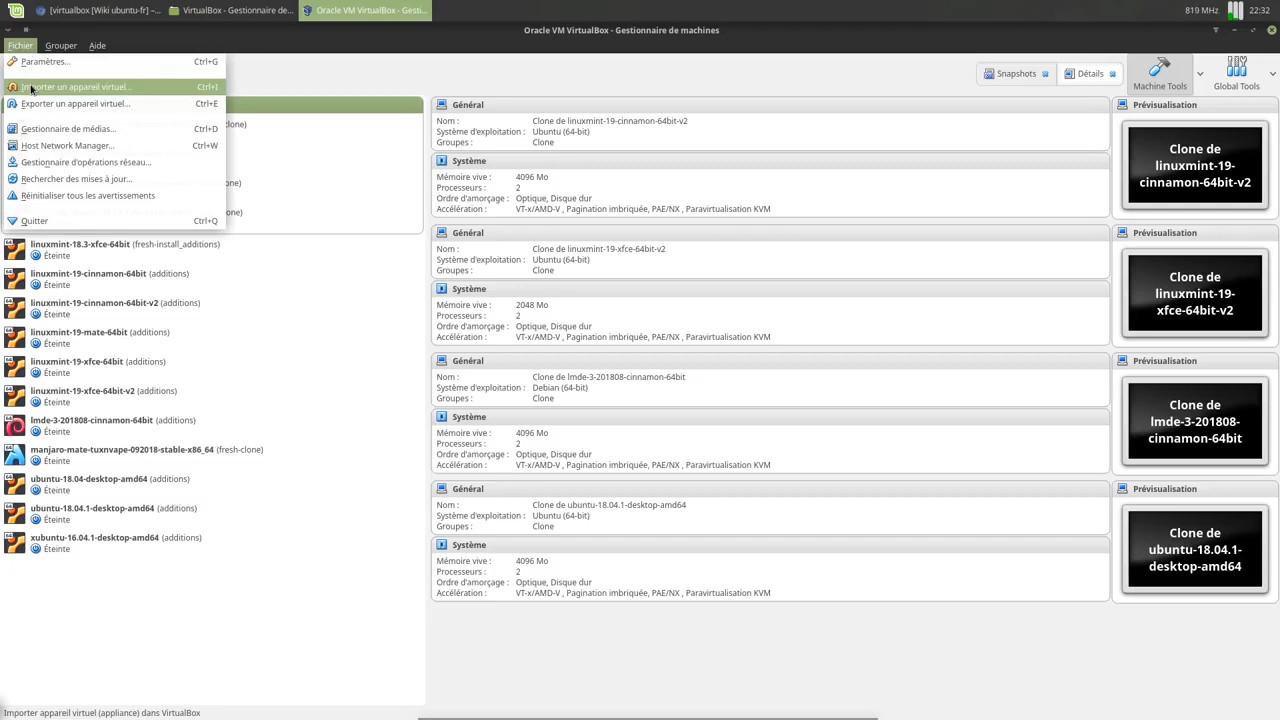 [virtualbox [Wiki ubuntu-fr] –...
VirtualBox - Gestionnaire de...
Oracle VM VirtualBox - Gesti...
819 MHz
22:32
Oracle VM VirtualBox - Gestionnaire de machines
Fichier Grouper Aide
Paramètres... Ctrl+G
Importer un appareil virtuel... Ctrl+I
Exporter un appareil virtuel... Ctrl+E
Gestionnaire de médias... Ctrl+D
Host Network Manager... Ctrl+W
Gestionnaire d'opérations réseau...
Rechercher des mises à jour...
Réinitialiser tous les avertissements
Quitter Ctrl+Q
Snapshots
Détails
Machine Tools
Global Tools
linuxmint-18.3-xfce-64bit (fresh-install_additions)
Éteinte
linuxmint-19-cinnamon-64bit (additions)
Éteinte
linuxmint-19-cinnamon-64bit-v2 (additions)
Éteinte
linuxmint-19-mate-64bit (additions)
Éteinte
linuxmint-19-xfce-64bit (additions)
Éteinte
linuxmint-19-xfce-64bit-v2 (additions)
Éteinte
lmde-3-201808-cinnamon-64bit (additions)
Éteinte
manjaro-mate-tuxnvape-092018-stable-x86_64 (fresh-clone)
Éteinte
ubuntu-18.04-desktop-amd64 (additions)
Éteinte
ubuntu-18.04.1-desktop-amd64 (additions)
Éteinte
xubuntu-16.04.1-desktop-amd64 (additions)
Éteinte
Général
Nom : Clone de linuxmint-19-cinnamon-64bit-v2
Système d'exploitation : Ubuntu (64-bit)
Groupes : Clone
Système
Mémoire vive : 4096 Mo
Processeurs : 2
Ordre d'amorçage : Optique, Disque dur
Accélération : VT-x/AMD-V , Pagination imbriquée, PAE/NX , Paravirtualisation KVM
Prévisualisation
Clone de
linuxmint-19-
cinnamon-64bit-v2
Général
Nom : Clone de linuxmint-19-xfce-64bit-v2
Système d'exploitation : Ubuntu (64-bit)
Groupes : Clone
Système
Mémoire vive : 2048 Mo
Processeurs : 2
Ordre d'amorçage : Optique, Disque dur
Accélération : VT-x/AMD-V , Pagination imbriquée, PAE/NX , Paravirtualisation KVM
Prévisualisation
Clone de
linuxmint-19-
xfce-64bit-v2
Général
Nom : Clone de lmde-3-201808-cinnamon-64bit
Système d'exploitation : Debian (64-bit)
Groupes : Clone
Système
Mémoire vive : 4096 Mo
Processeurs : 2
Ordre d'amorçage : Optique, Disque dur
Accélération : VT-x/AMD-V , Pagination imbriquée, PAE/NX , Paravirtualisation KVM
Prévisualisation
Clone de
lmde-3-201808-
cinnamon-64bit
Général
Nom : Clone de ubuntu-18.04.1-desktop-amd64
Système d'exploitation : Ubuntu (64-bit)
Groupes : Clone
Système
Mémoire vive : 4096 Mo
Processeurs : 2
Ordre d'amorçage : Optique, Disque dur
Accélération : VT-x/AMD-V , Pagination imbriquée, PAE/NX , Paravirtualisation KVM
Prévisualisation
Clone de
ubuntu-18.04.1-
desktop-amd64
Importer appareil virtuel (appliance) dans VirtualBox